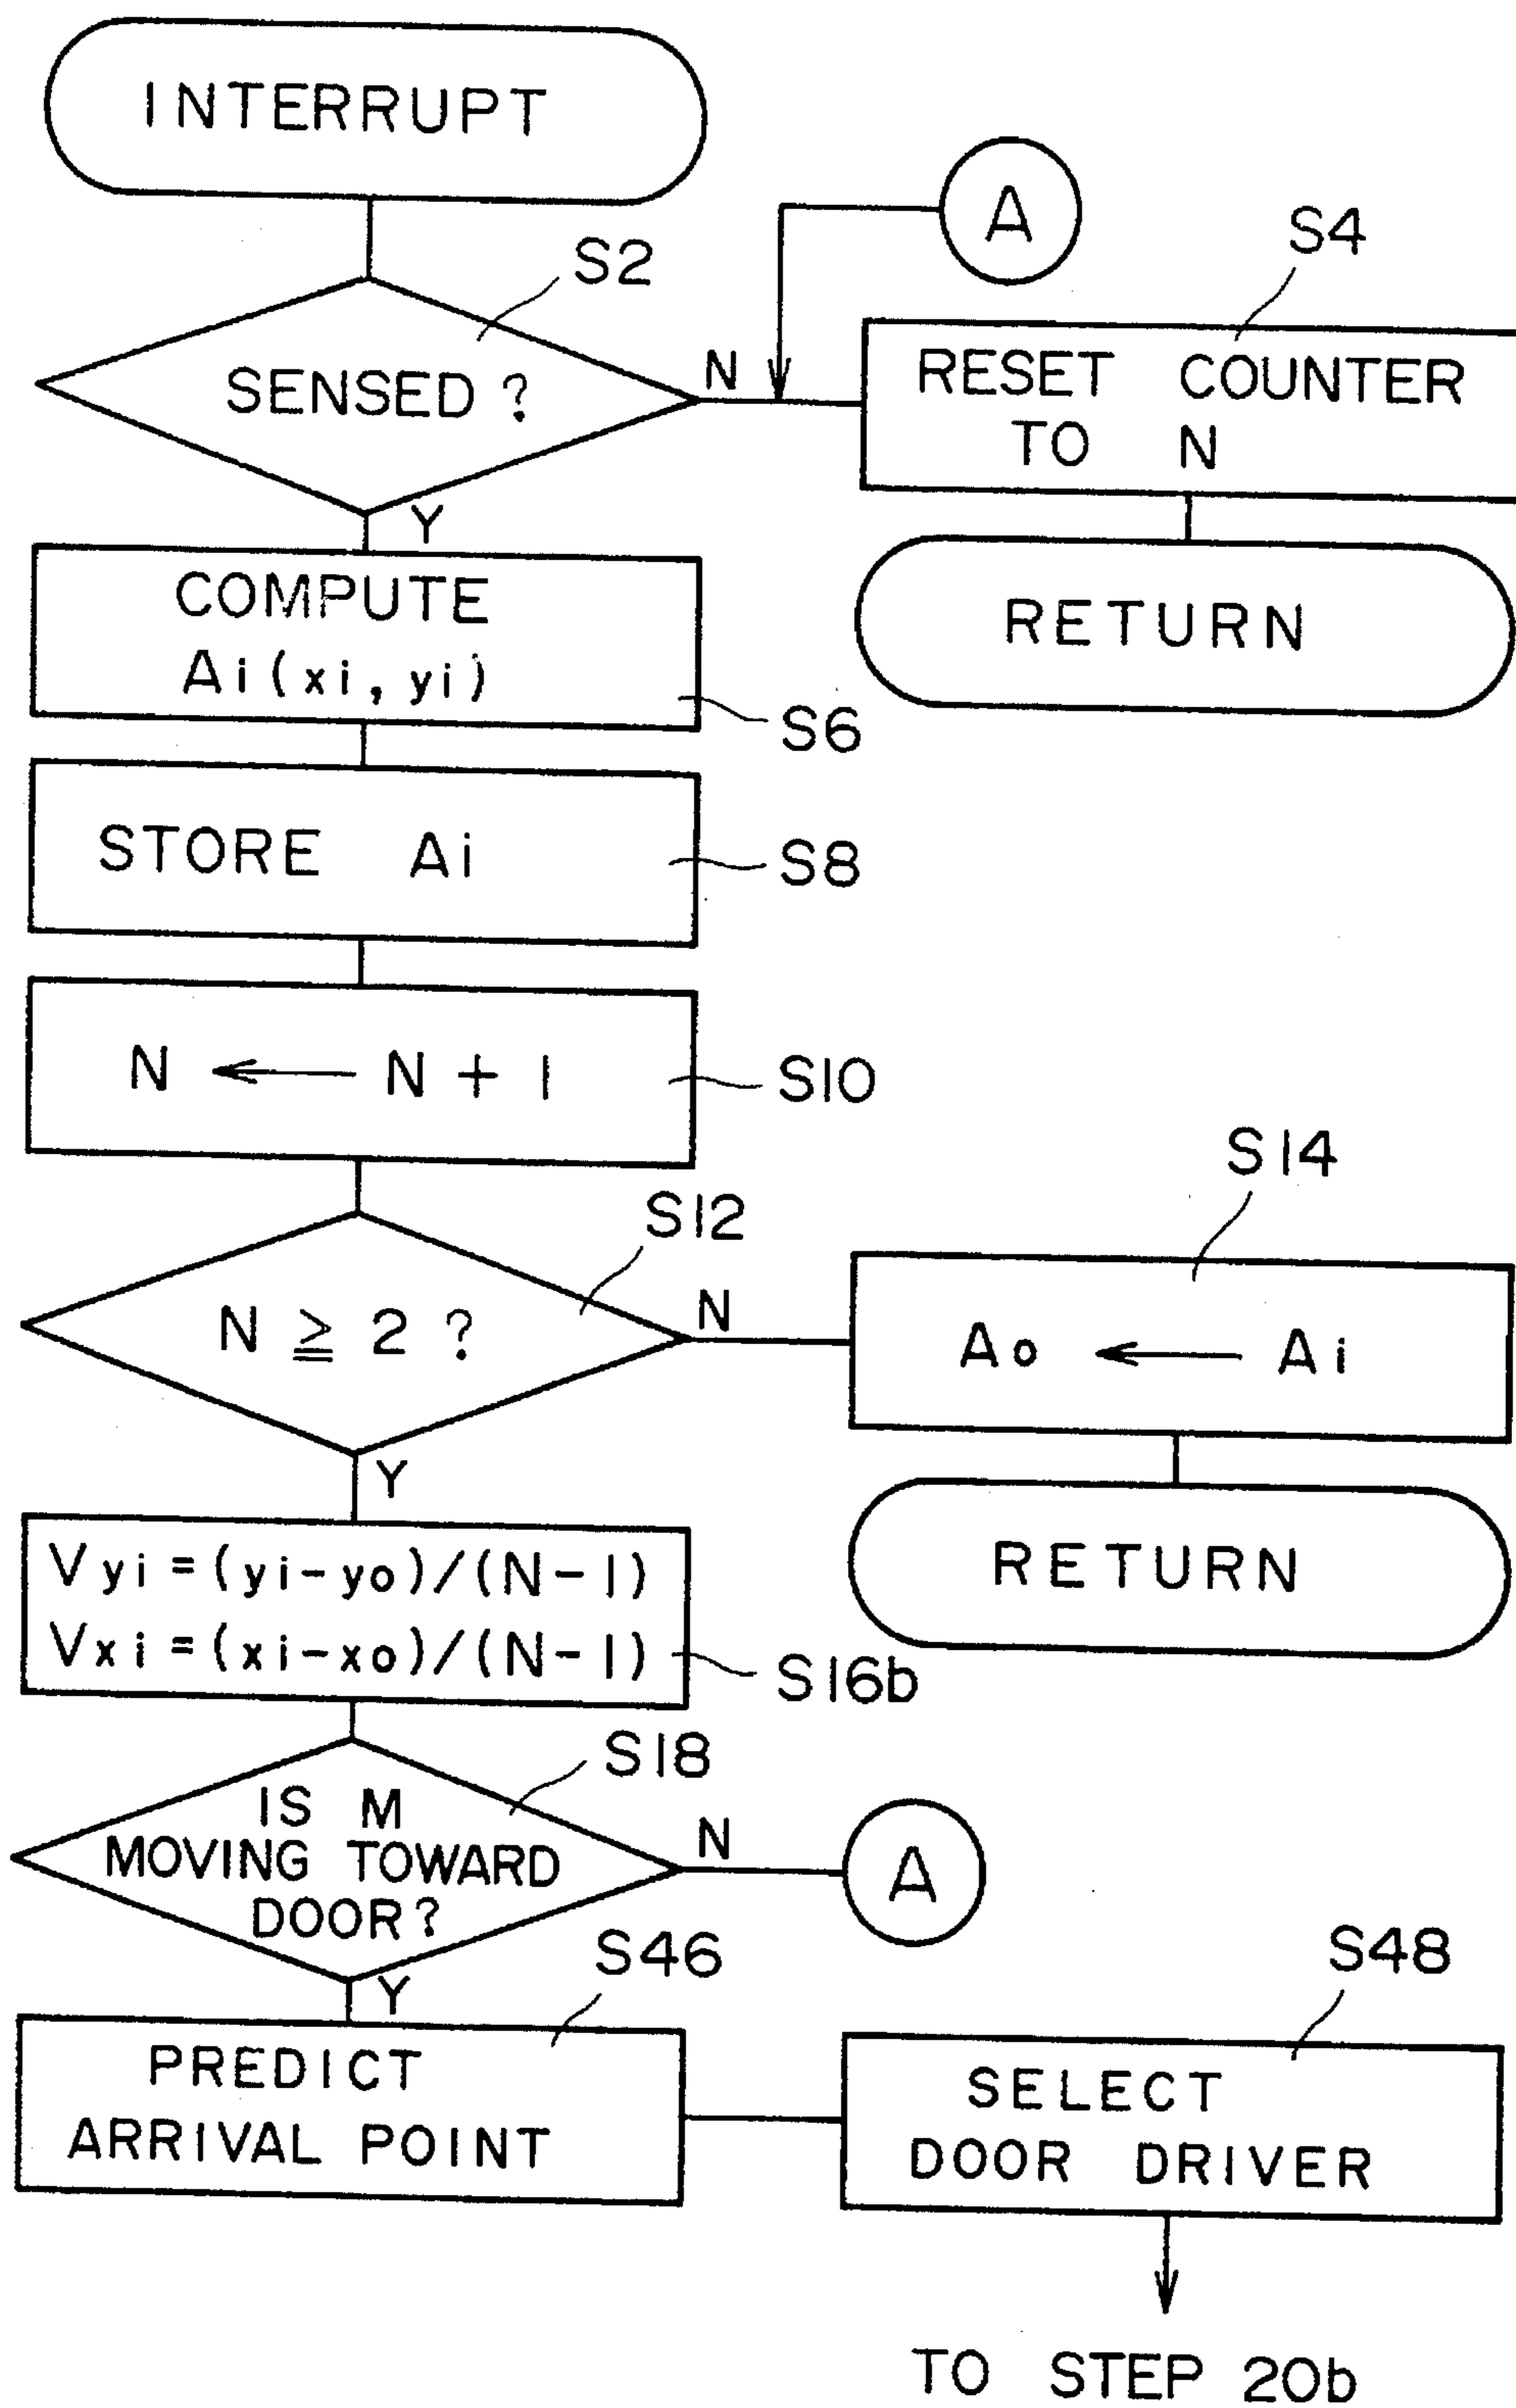 INTERRUPT
A
S4
S2
SENSED ?
N
RESET COUNTER
TO N
Y
COMPUTE
Ai(xi, yi)
S6
RETURN
STORE Ai
S8
N ← N + 1
S10
S12
S14
N ≧ 2 ?
N
Ao ← Ai
Y
RETURN
Vyi = (yi-yo)/(N-1)
Vxi = (xi-xo)/(N-1)
S16b
S18
IS M
MOVING TOWARD
DOOR?
N
A
Y
S46
S48
PREDICT
ARRIVAL POINT
SELECT
DOOR DRIVER
TO STEP 20b